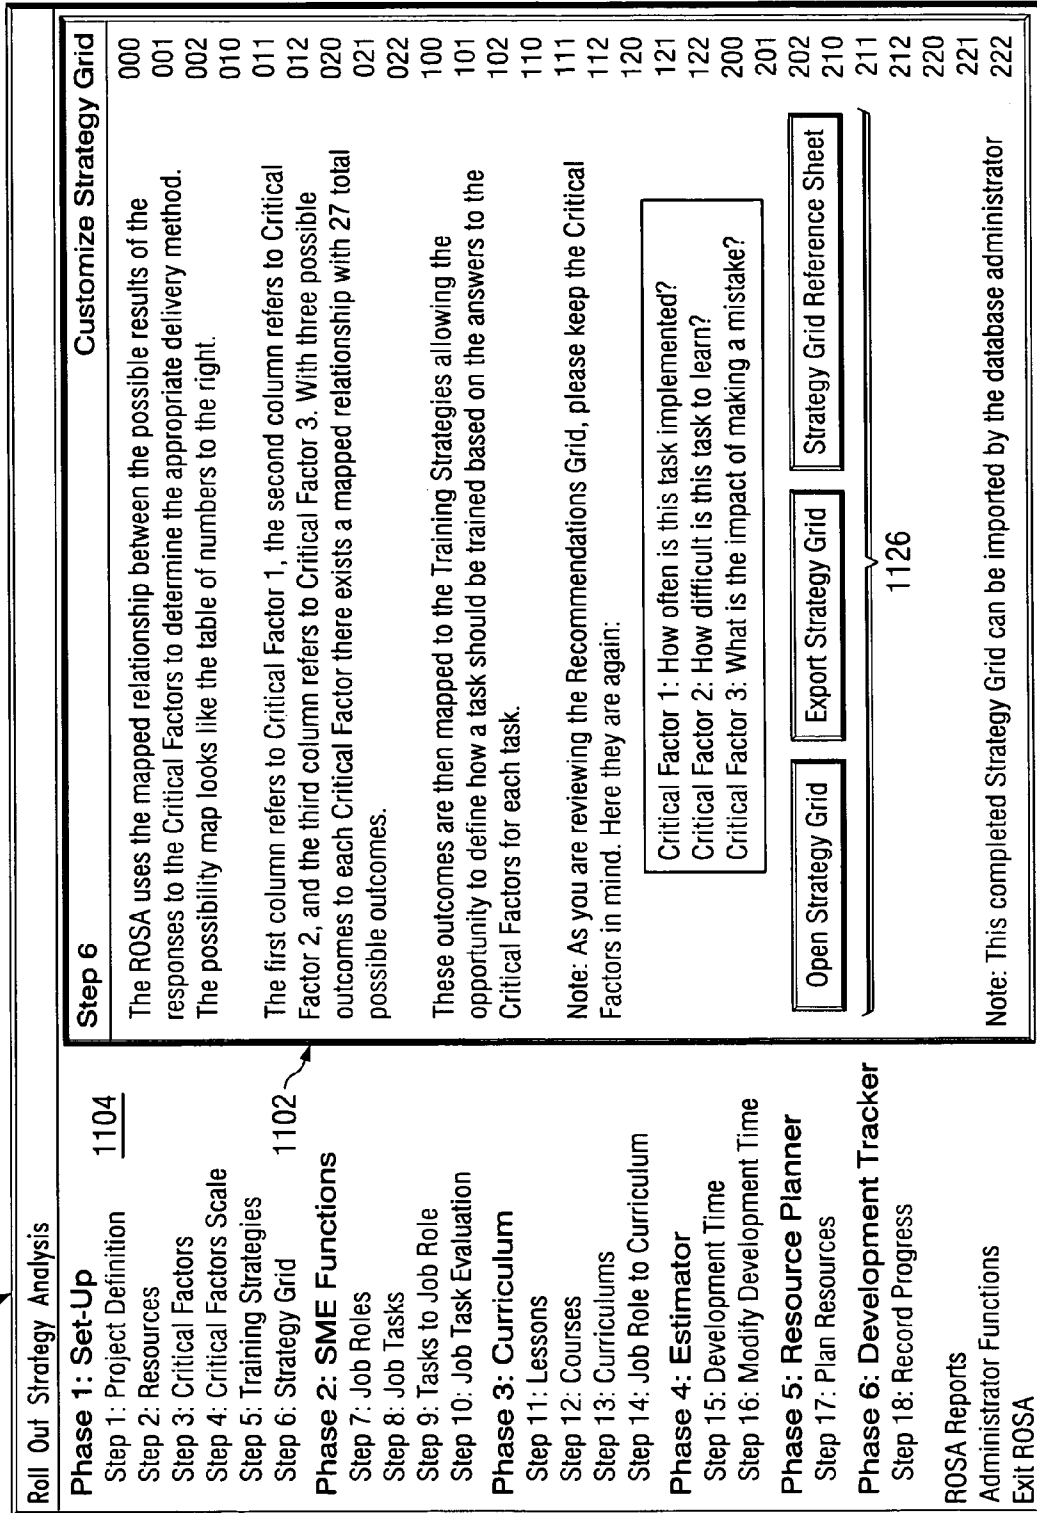 Roll Out Strategy Analysis
Phase 1: Set-Up
Step 1: Project Definition
1104
Step 2: Resources
Step 3: Critical Factors
Step 4: Critical Factors Scale
Step 5: Training Strategies
Step 6: Strategy Grid
1102
Phase 2: SME Functions
Step 7: Job Roles
Step 8: Job Tasks
Step 9: Tasks to Job Role
Step 10: Job Task Evaluation
Phase 3: Curriculum
Step 11: Lessons
Step 12: Courses
Step 13: Curriculums
Step 14: Job Role to Curriculum
Phase 4: Estimator
Step 15: Development Time
Step 16: Modify Development Time
Phase 5: Resource Planner
Step 17: Plan Resources
Phase 6: Development Tracker
Step 18: Record Progress
ROSA Reports
Administrator Functions
Exit ROSA
Step 6
Customize Strategy Grid
The ROSA uses the mapped relationship between the possible results of the
responses to the Critical Factors to determine the appropriate delivery method.
The possibility map looks like the table of numbers to the right.
The first column refers to Critical Factor 1, the second column refers to Critical
Factor 2, and the third column refers to Critical Factor 3. With three possible
outcomes to each Critical Factor there exists a mapped relationship with 27 total
possible outcomes.
These outcomes are then mapped to the Training Strategies allowing the
opportunity to define how a task should be trained based on the answers to the
Critical Factors for each task.
Note: As you are reviewing the Recommendations Grid, please keep the Critical
Factors in mind. Here they are again:
Critical Factor 1: How often is this task implemented?
Critical Factor 2: How difficult is this task to learn?
Critical Factor 3: What is the impact of making a mistake?
Open Strategy Grid
Export Strategy Grid
Strategy Grid Reference Sheet
1126
Note: This completed Strategy Grid can be imported by the database administrator
000
001
002
010
011
012
020
021
022
100
101
102
110
111
112
120
121
122
200
201
202
210
211
212
220
221
222